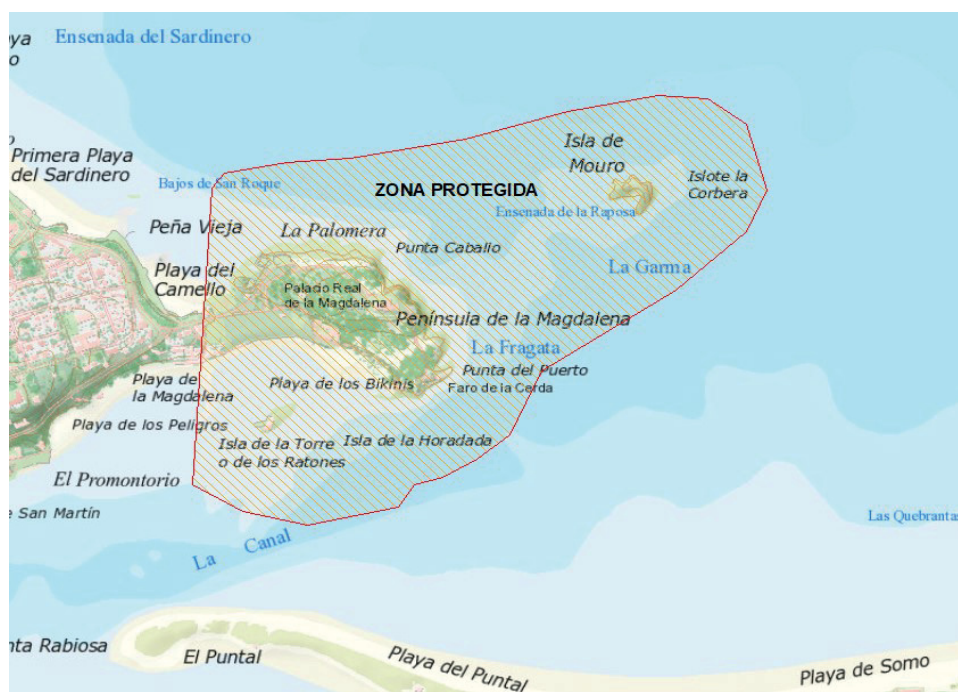 Ensenada del Sardinero
aya
o
Primera Playa
del Sardinero
Bajos de San Roque
ZONA PROTEGIDA
Isla de
Mouro
Islote la
Corbera
Ensenada de la Raposa
Peña Vieja
La Palomera
Punta Caballo
Playa del
Camello
La Garma
Palacio Real
de la Magdalena
Península de la Magdalena
La Fragata
Punta del Puerto
Faro de la Cerda
Playa de
la Magdalena
Playa de los Bikinis
Playa de los Peligros
Isla de la Torre
o de los Ratones
Isla de la Horadada
El Promontorio
e San Martín
Las Quebrantas
La Canal
nta Rabiosa
El Puntal
Playa del Puntal
Playa de Somo